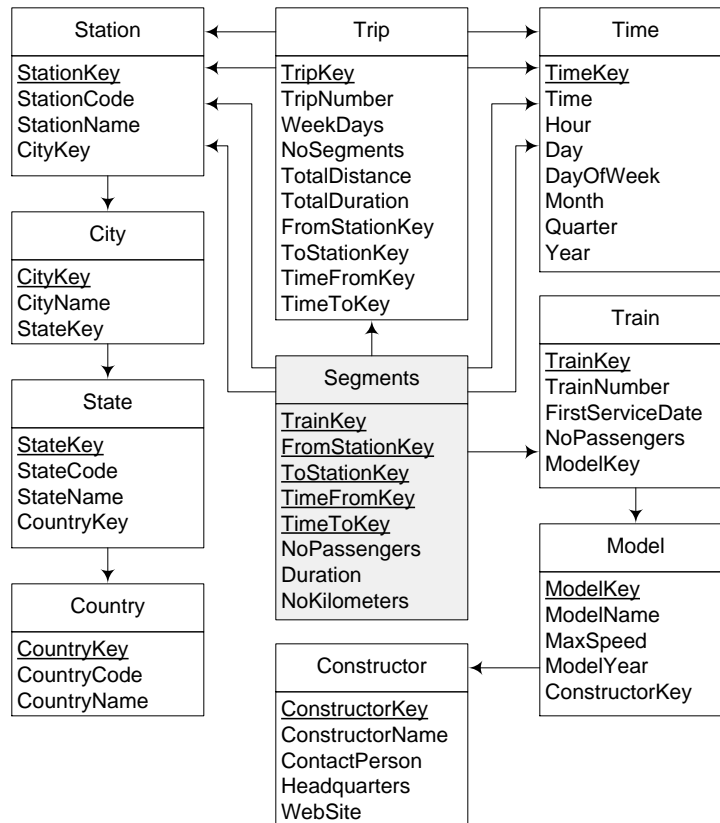 Station
StationKey
StationCode
StationName
CityKey
Trip
TripKey
TripNumber
WeekDays
NoSegments
TotalDistance
TotalDuration
FromStationKey
ToStationKey
TimeFromKey
TimeToKey
Time
TimeKey
Time
Hour
Day
DayOfWeek
Month
Quarter
Year
City
CityKey
CityName
StateKey
Train
TrainKey
TrainNumber
FirstServiceDate
NoPassengers
ModelKey
Segments
TrainKey
FromStationKey
ToStationKey
TimeFromKey
TimeToKey
NoPassengers
Duration
NoKilometers
State
StateKey
StateCode
StateName
CountryKey
Model
ModelKey
ModelName
MaxSpeed
ModelYear
ConstructorKey
Country
CountryKey
CountryCode
CountryName
Constructor
ConstructorKey
ConstructorName
ContactPerson
Headquarters
WebSite